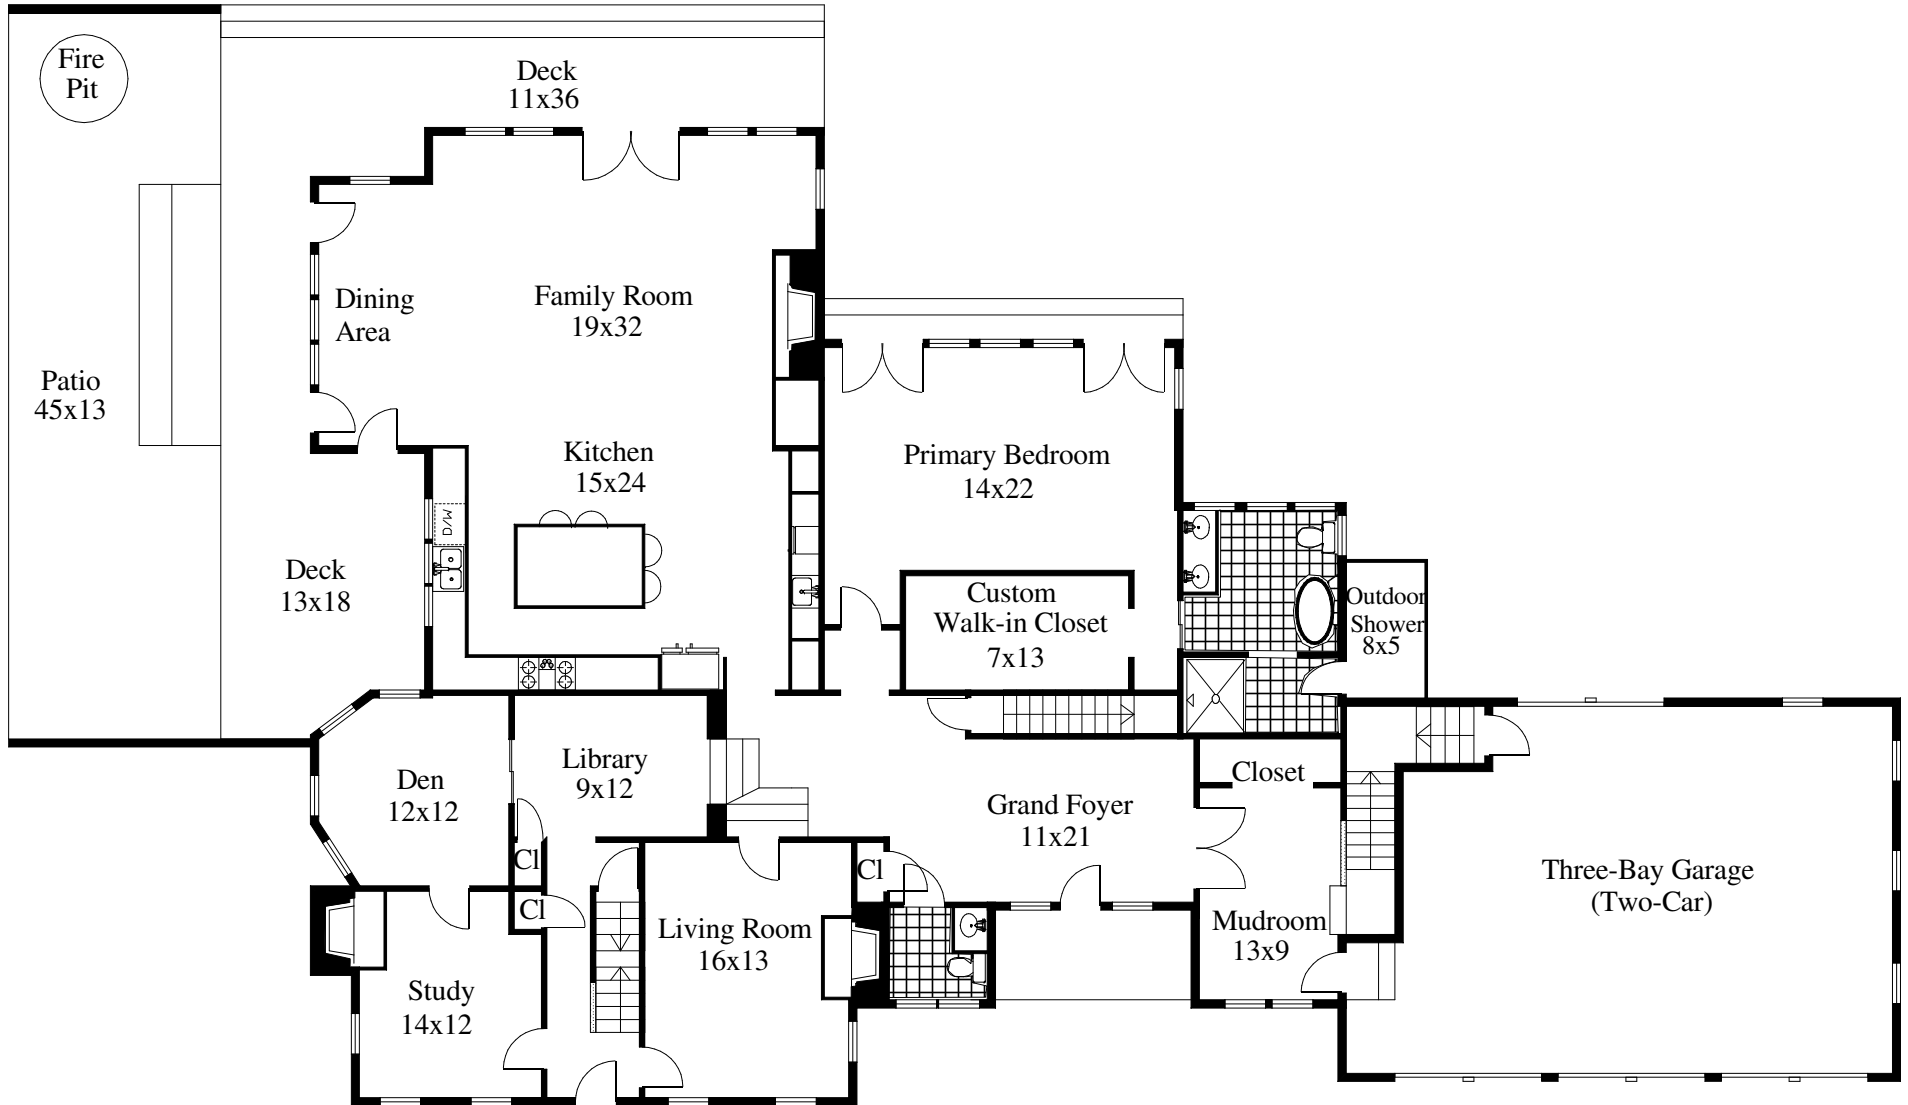 Fire
Pit
Deck
11x36
Dining
Area
Family Room
19x32
Patio
45x13
Kitchen
15x24
Primary Bedroom
14x22
D/W
Deck
13x18
Custom
Walk-in Closet
7x13
Outdoor
Shower
8x5
Den
12x12
Library
9x12
Closet
Grand Foyer
11x21
Cl
Cl
Cl
Three-Bay Garage
(Two-Car)
Living Room
16x13
Mudroom
13x9
Study
14x12